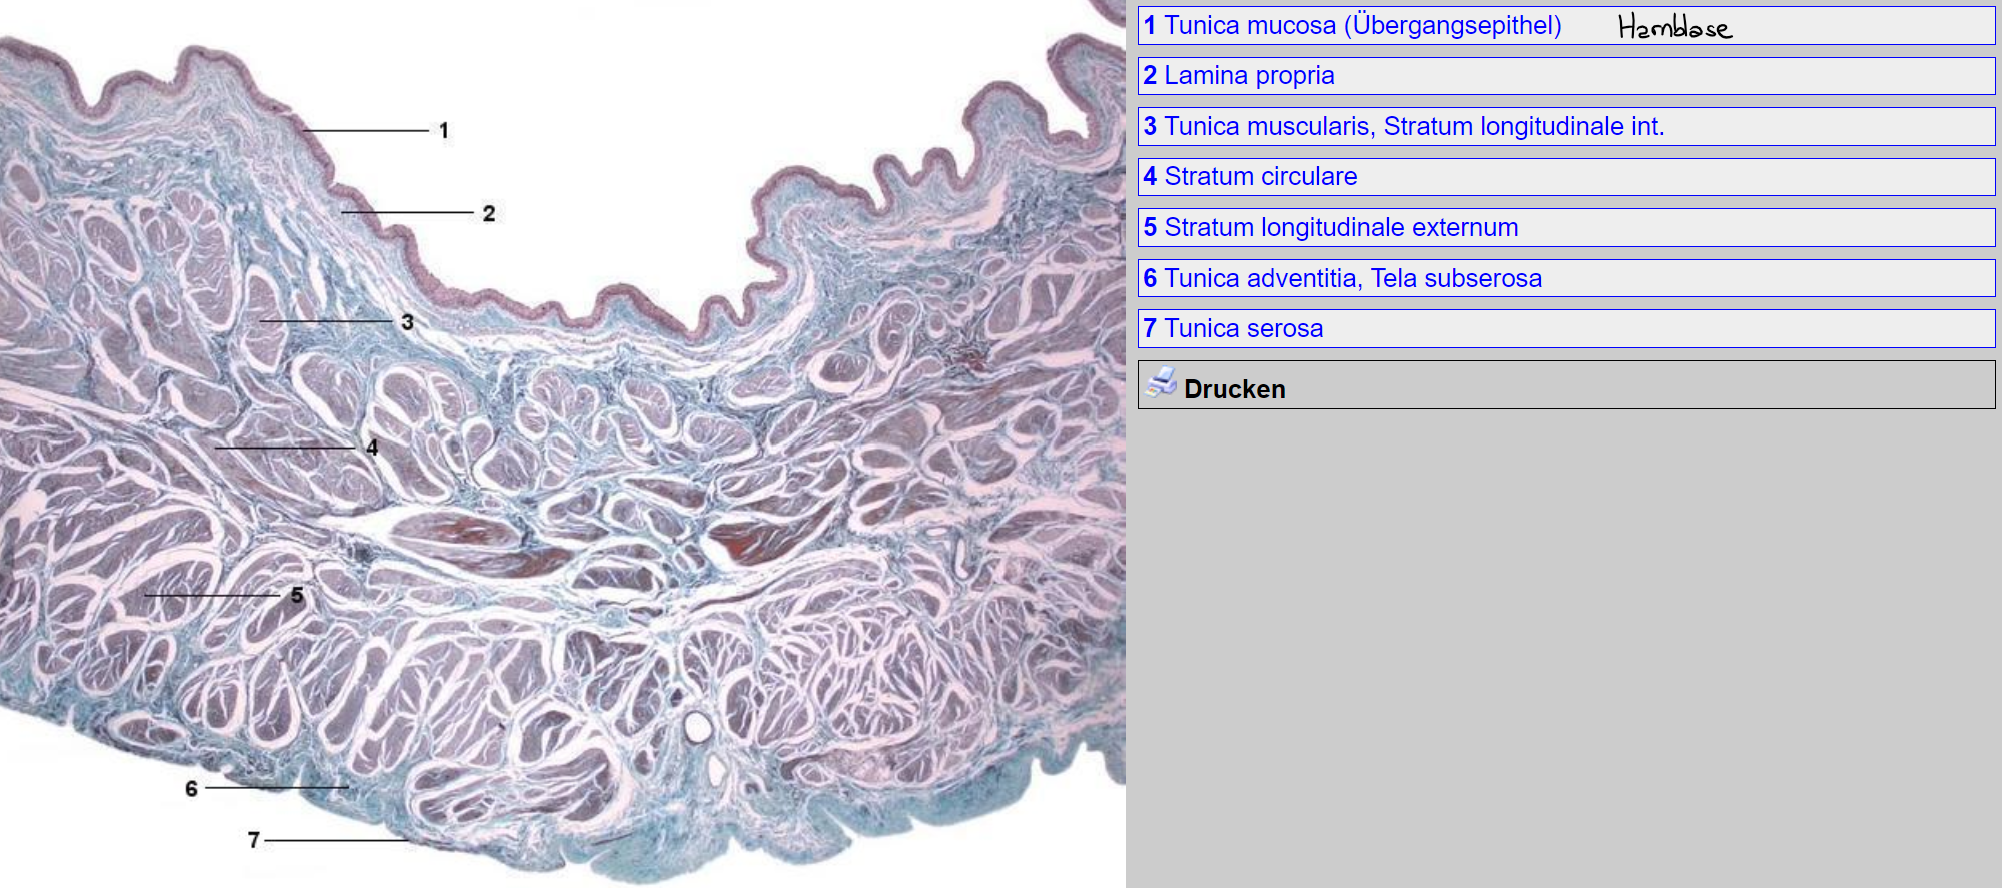 1
2
3
4
5
6
7
1 Tunica mucosa (Übergangsepithel) Harnblase
2 Lamina propria
3 Tunica muscularis, Stratum longitudinale int.
4 Stratum circulare
5 Stratum longitudinale externum
6 Tunica adventitia, Tela subserosa
7 Tunica serosa
Drucken